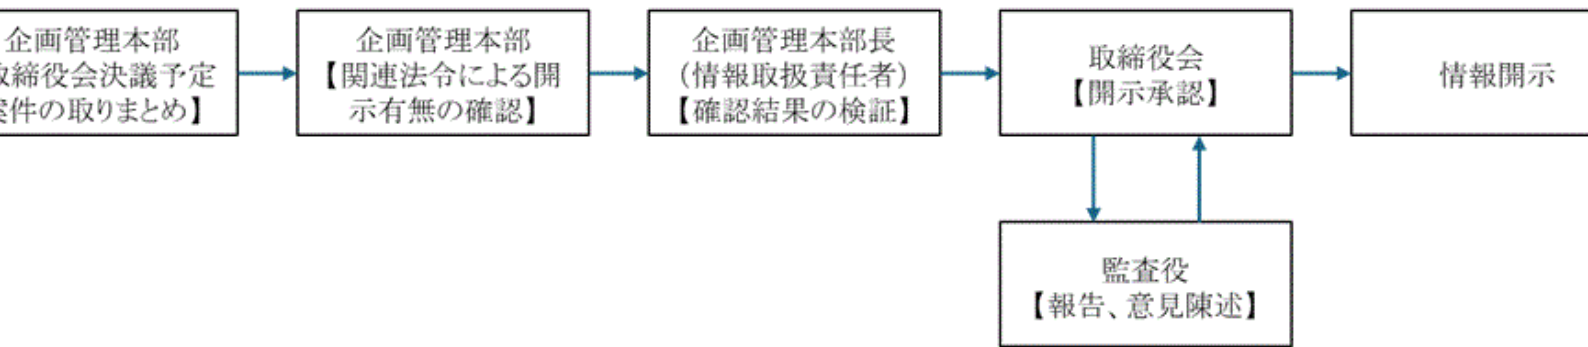 企画管理本部
取締役会決議予定
案件の取りまとめ】
企画管理本部
【関連法令による開
示有無の確認】
企画管理本部長
(情報取扱責任者)
【確認結果の検証】
取締役会
【開示承認】
情報開示
監査役
【報告、意見陳述】